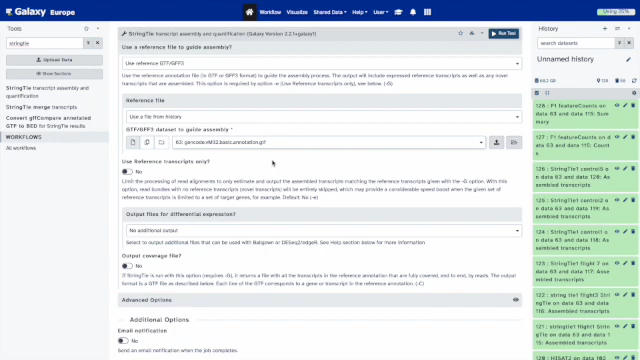 Galaxy Europe
Workflow Visualize Shared Data Help User
Using 35%
Tools
stringtie
Upload Data
Show Sections
StringTie transcript assembly and quantification
StringTie merge transcripts
Convert gffCompare annotated GTF to BED for StringTie results
WORKFLOWS
All workflows
StringTie transcript assembly and quantification (Galaxy Version 2.2.1+galaxy1)
Run Tool
Use a reference file to guide assembly?
Use reference GTF/GFF3
Use the reference annotation file (in GTF or GFF3 format) to guide the assembly process. The output will include expressed reference transcripts as well as any novel transcripts that are assembled. This option is required by option -e (Use Reference transcripts only), see below. (-G)
Reference file
Use a file from history
GTF/GFF3 dataset to guide assembly *
63: gencode.vM32.basic.annotation.gtf
Use Reference transcripts only?
No
Limit the processing of read alignments to only estimate and output the assembled transcripts matching the reference transcripts given with the -G option. With this option, read bundles with no reference transcripts (novel transcripts) will be entirely skipped, which may provide a considerable speed boost when the given set of reference transcripts is limited to a set of target genes, for example. Default No (-e)
Output files for differential expression?
No additional output
Select to output additional files that can be used with Ballgown or DESeq2/edgeR. See Help section below for more information
Output coverage file?
No
If StringTie is run with this option (requires -G), it returns a file with all the transcripts in the reference annotation that are fully covered, end to end, by reads. The output format is a GTF file as described below. Each line of the GTF corresponds to a gene or transcript in the reference annotation. (-C)
Advanced Options
Additional Options
Email notification
No
Send an email notification when the job completes.
History
search datasets
Unnamed history
128 : F1 featureCounts on data 63 and data 115: Summary
127 : F1 featureCounts on data 63 and data 115: Counts
126 : StringTie1 control5 on data 63 and data 120: Assembled transcripts
125 : StringTie1 control2 on data 63 and data 119: Assembled transcripts
124 : StringTie1 control1 on data 63 and data 118: Assembled transcripts
123 : StringTie1 flight 7 on data 63 and data 117: Assembled transcripts
122 : string tie1 flight3 StringTie on data 63 and data 116: Assembled transcripts
121 : stringtie1 flight1 StringTie on data 63 and data 115: Assembled transcripts
120 : HISAT2 on data 102